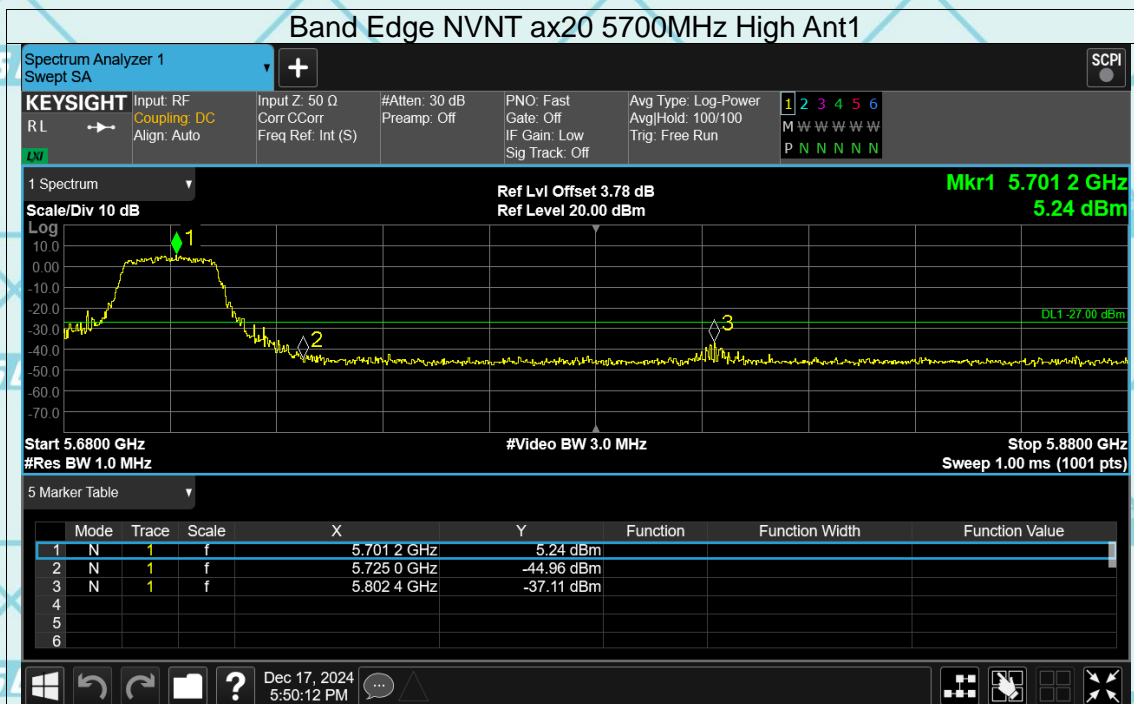 Band Edge NVNT ax20 5700MHz High Ant1
Spectrum Analyzer 1
Swept SA
+
SCPI
KEYSIGHT
RL
LXI
Input: RF
Coupling: DC
Align: Auto
Input Z: 50 Ω
Corr CCorr
Freq Ref: Int (S)
#Atten: 30 dB
Preamp: Off
PNO: Fast
Gate: Off
IF Gain: Low
Sig Track: Off
Avg Type: Log-Power
Avg|Hold: 100/100
Trig: Free Run
1 2 3 4 5 6
M W W W W W
P N N N N N
1 Spectrum
Scale/Div 10 dB
Ref Lvl Offset 3.78 dB
Ref Level 20.00 dBm
Mkr1 5.701 2 GHz
5.24 dBm
Log
10.0
0.00
-10.0
-20.0
-30.0
-40.0
-50.0
-60.0
-70.0
1
2
3
DL1 -27.00 dBm
Start 5.6800 GHz
#Video BW 3.0 MHz
Stop 5.8800 GHz
#Res BW 1.0 MHz
Sweep 1.00 ms (1001 pts)
5 Marker Table
Mode Trace Scale X Y Function Function Width Function Value
1 N 1 f 5.701 2 GHz 5.24 dBm
2 N 1 f 5.725 0 GHz -44.96 dBm
3 N 1 f 5.802 4 GHz -37.11 dBm
4
5
6
?
Dec 17, 2024
5:50:12 PM